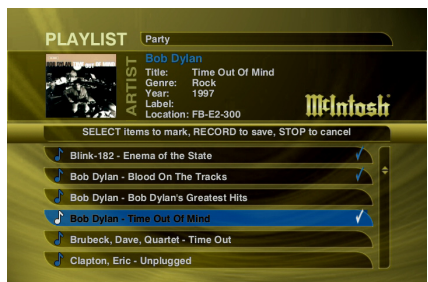 PLAYLIST Party
ARTIST
Bob Dylan
Title: Time Out Of Mind
Genre: Rock
Year: 1997
Label:
Location: FB-E2-300
McIntosh
SELECT items to mark, RECORD to save, STOP to cancel
Blink-182 - Enema of the State
Bob Dylan - Blood On The Tracks
Bob Dylan - Bob Dylan's Greatest Hits
Bob Dylan - Time Out Of Mind
Brubeck, Dave, Quartet - Time Out
Clapton, Eric - Unplugged